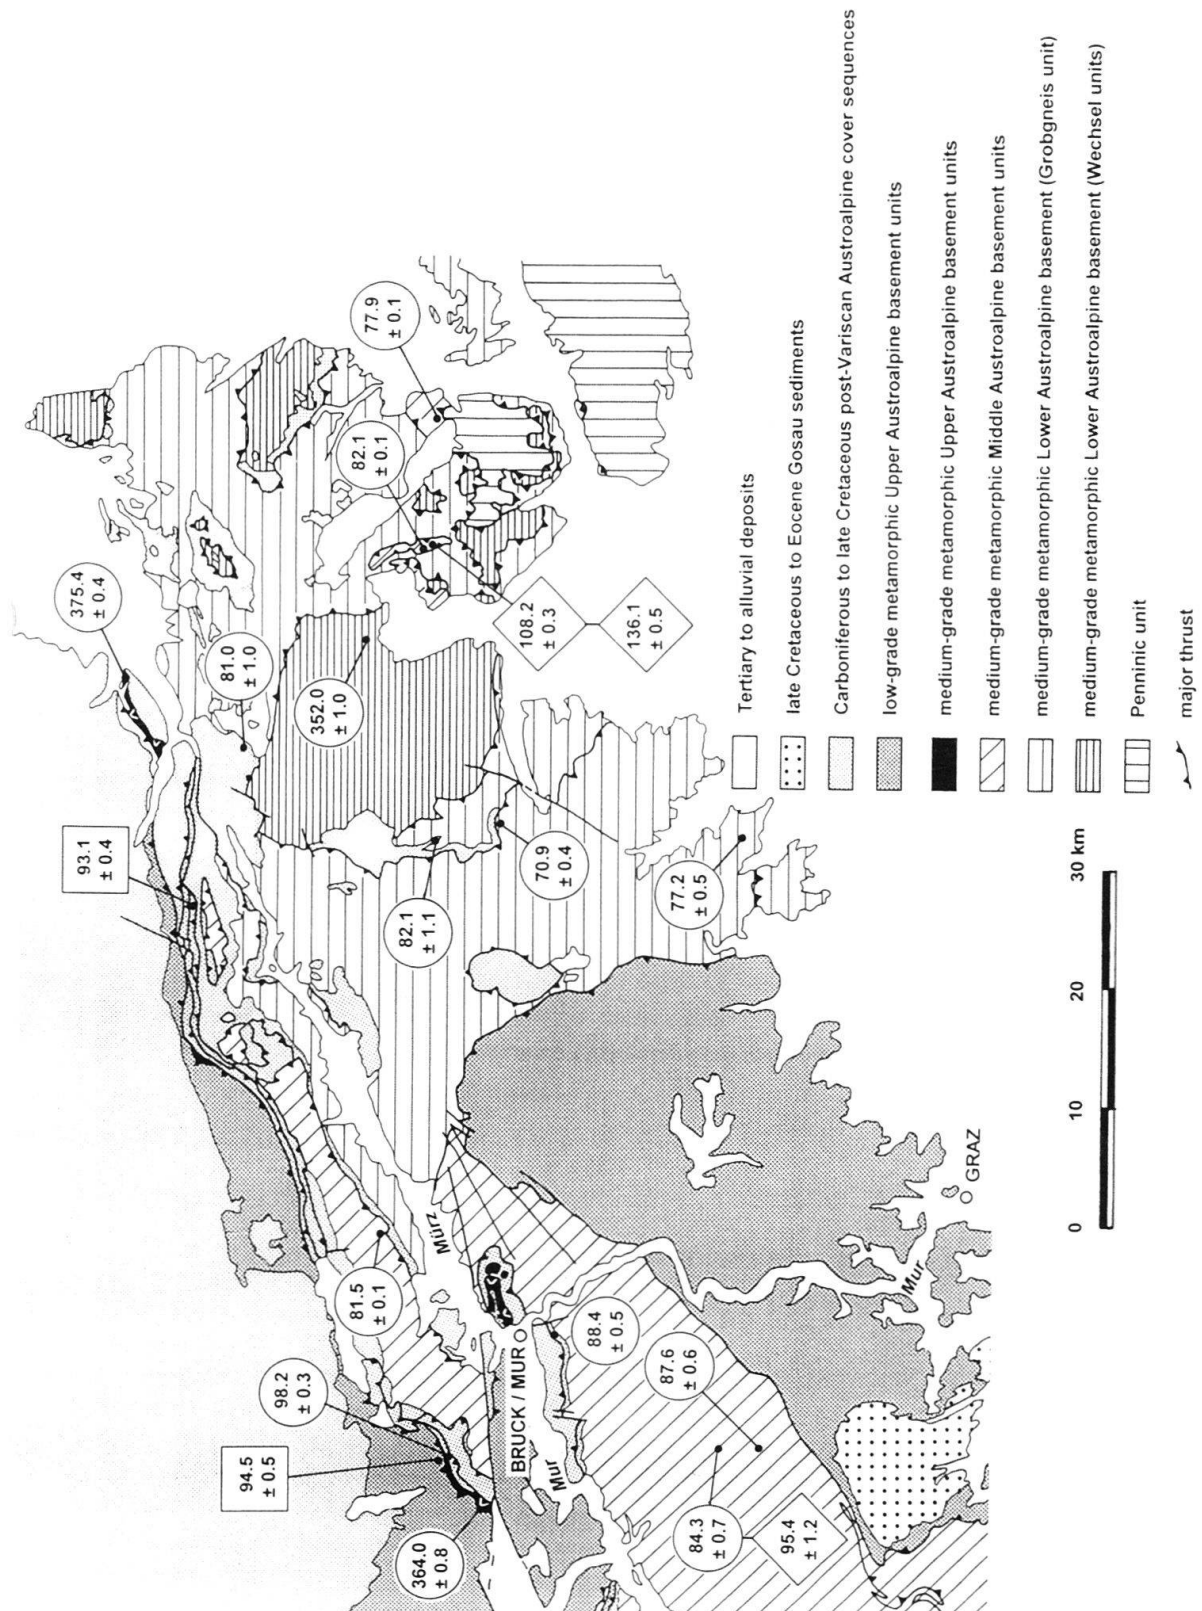 375.4
± 0.4
93.1
± 0.4
81.0
± 1.0
77.9
± 0.1
82.1
± 0.1
352.0
± 1.0
108.2
± 0.3
136.1
± 0.5
82.1
± 1.1
70.9
± 0.4
77.2
± 0.5
94.5
± 0.5
98.2
± 0.3
364.0
± 0.8
81.5
± 0.1
Mürz
BRUCK / MUR
Mur
88.4
± 0.5
87.6
± 0.6
84.3
± 0.7
95.4
± 1.2
Mur
GRAZ
0 10 20 30 km
Tertiary to alluvial deposits
late Cretaceous to Eocene Gosau sediments
Carboniferous to late Cretaceous post-Variscan Austroalpine cover sequences
low-grade metamorphic Upper Austroalpine basement units
medium-grade metamorphic Upper Austroalpine basement units
medium-grade metamorphic Middle Austroalpine basement units
medium-grade metamorphic Lower Austroalpine basement (Grobgneis unit)
medium-grade metamorphic Lower Austroalpine basement (Wechsel units)
Penninic unit
major thrust